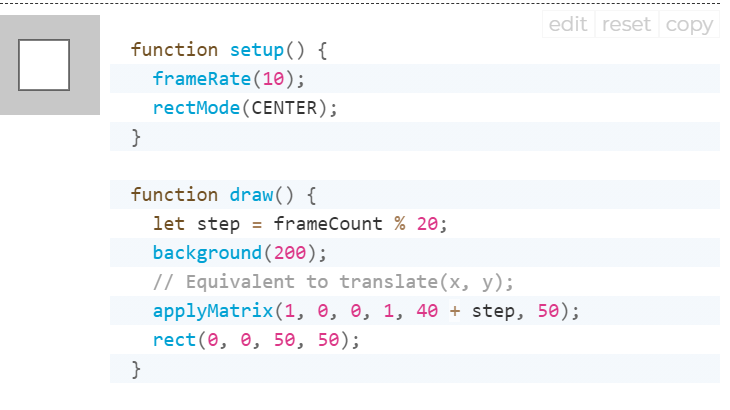 edit reset copy
function setup() {
  frameRate(10);
  rectMode(CENTER);
}
function draw() {
  let step = frameCount % 20;
  background(200);
  // Equivalent to translate(x, y);
  applyMatrix(1, 0, 0, 1, 40 + step, 50);
  rect(0, 0, 50, 50);
}